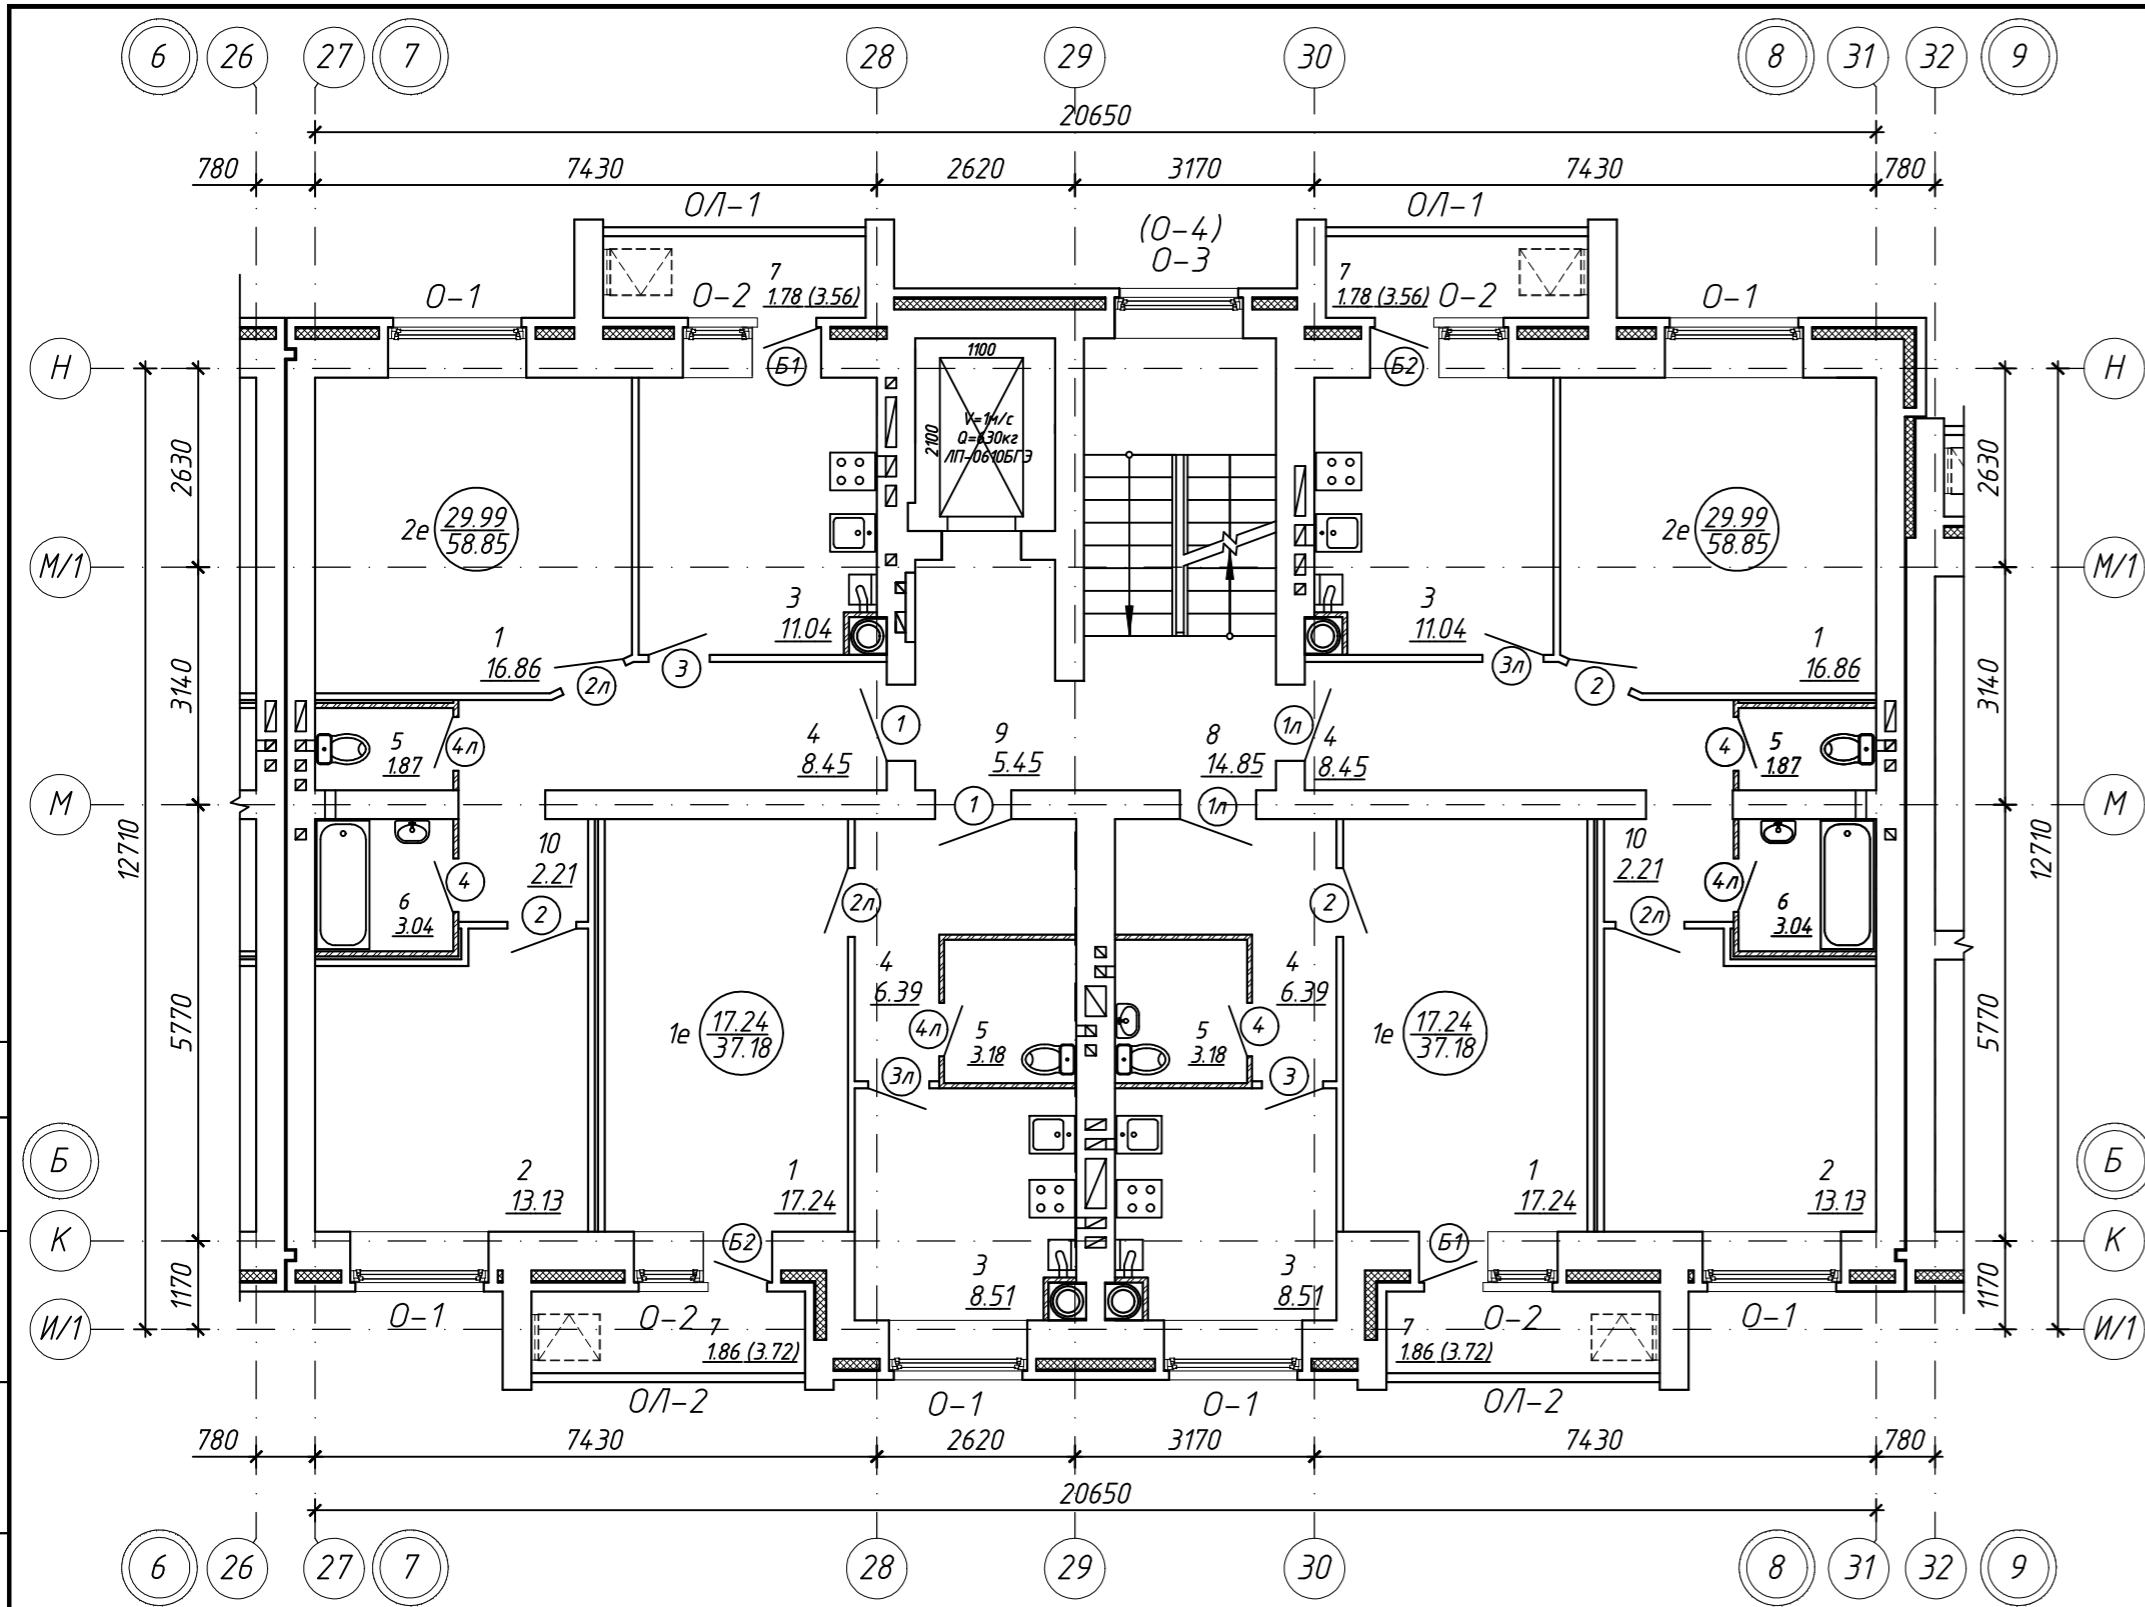 6 26 27 7 28 29 30 8 31 32 9
20650
780 7430 2620 3170 7430 780
ОЛ-1 (О-4) ОЛ-1
О-3
О-1 О-2 7 7 О-2 О-1
1.78 (3.56) 1.78 (3.56)
Н Б1 1100 Б2 Н
2630 2100 V=1м/с 2630
Q=630кг
ЛП-0610БГЭ
2е 29.99 2е 29.99
58.85 58.85
М/1 М/1
3 3
11.04 11.04
1 1
16.86 16.86
2л 3 3л 2
3140 3140
1 1л
5 4л 4 9 8 4 4 5
1.87 8.45 5.45 14.85 8.45 1.87
М 1 1л М
12710 12710
10 10
2.21 2.21
6 4 2 2л 2 2л 4л 6
3.04 3.04
4 4
6.39 6.39
5770 5770
1е 17.24 4л 5 5 4 1е 17.24
37.18 3.18 3.18 37.18
3л 3
Б Б
2 1 1 2
13.13 17.24 17.24 13.13
К Б2 Б1 К
3 3
8.51 8.51
1170 1170
И/1 О-1 О-2 7 7 О-2 О-1 И/1
1.86 (3.72) 1.86 (3.72)
ОЛ-2 О-1 О-1 ОЛ-2
780 7430 2620 3170 7430 780
20650
6 26 27 7 28 29 30 8 31 32 9